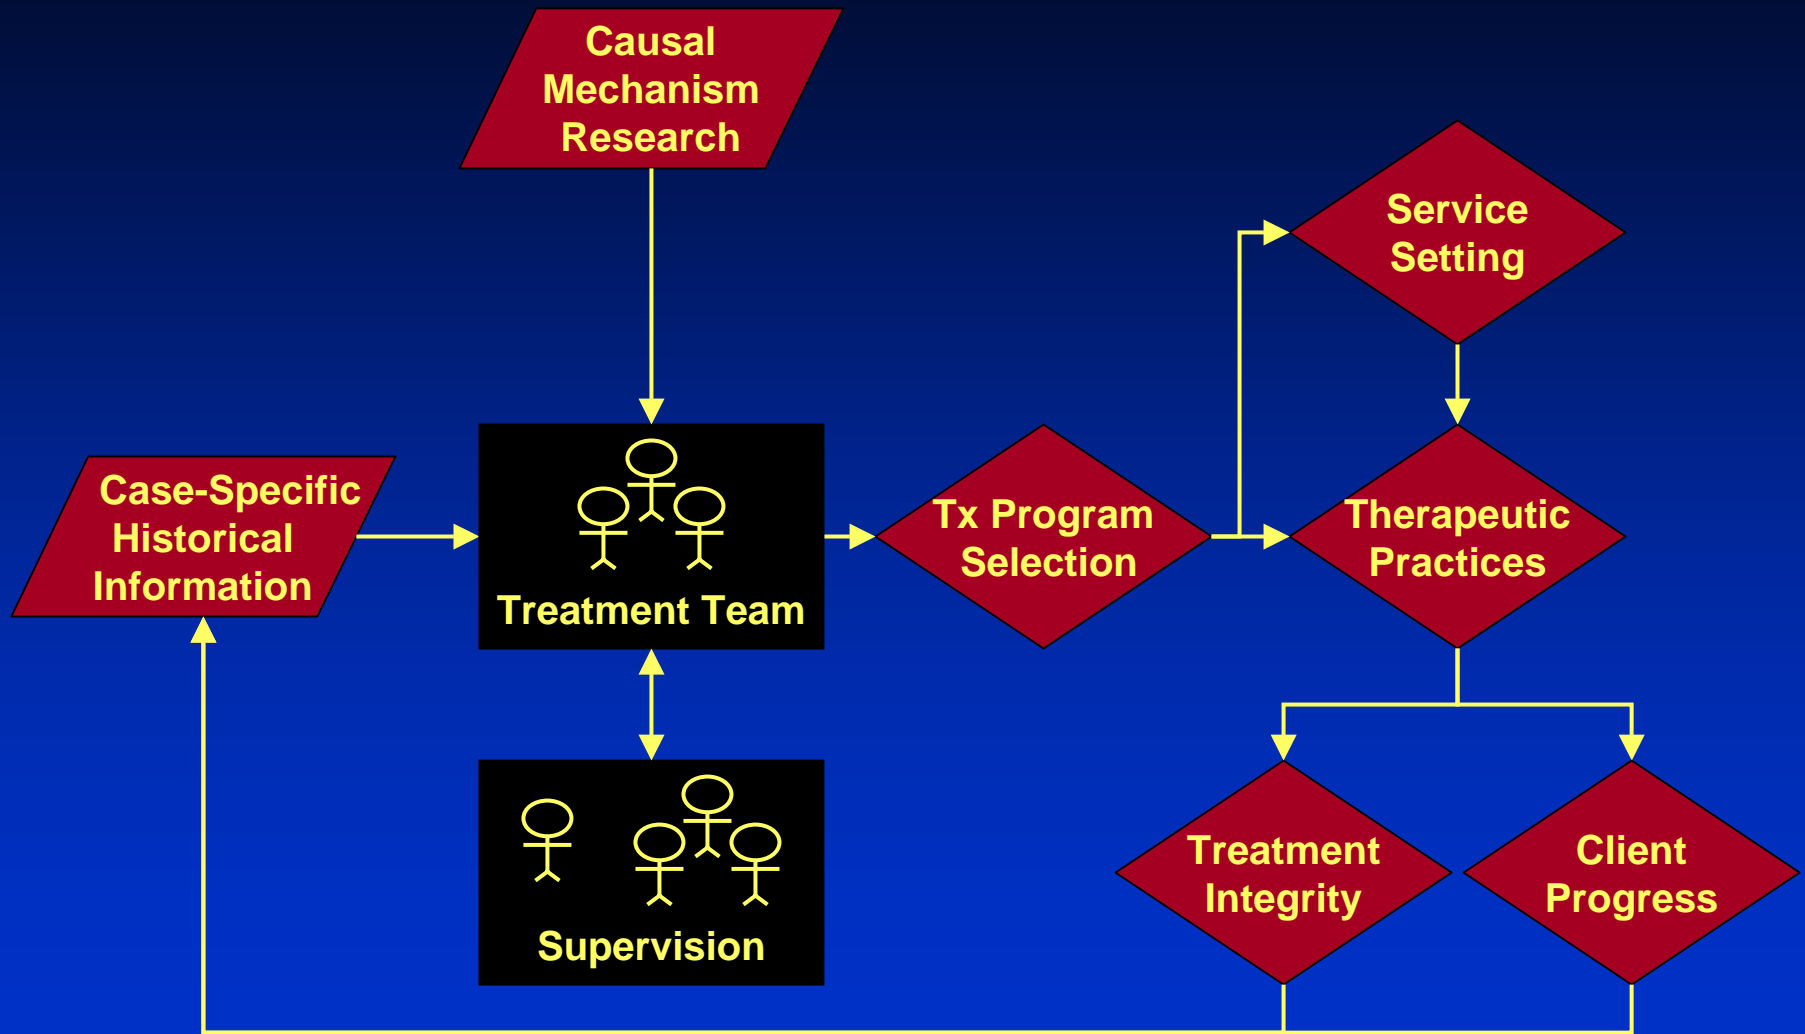 Causal
Mechanism
Research
Service
Setting
Case-Specific
Historical
Information
Treatment Team
Tx Program
Selection
Therapeutic
Practices
Supervision
Treatment
Integrity
Client
Progress